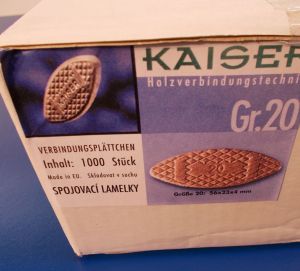 KAISER
Holzverbindungstechni
Gr.20
VERBINDUNGSPLÄTTCHEN
Inhalt: 1000 Stück
Made in EU. Skladovat v suchu
SPOJOVACÍ LAMELKY
Größe 20: 56x23x4 mm